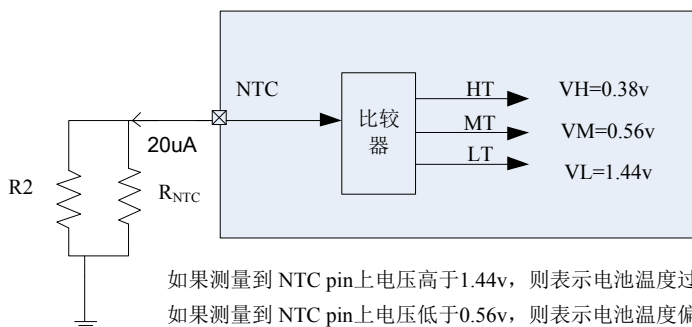 NTC
HT
VH=0.38v
比较
器
MT
VM=0.56v
20uA
LT
VL=1.44v
R2
RNTC
如果测量到 NTC pin上电压高于1.44v，则表示电池温度过
如果测量到 NTC pin上电压低于0.56v，则表示电池温度偏